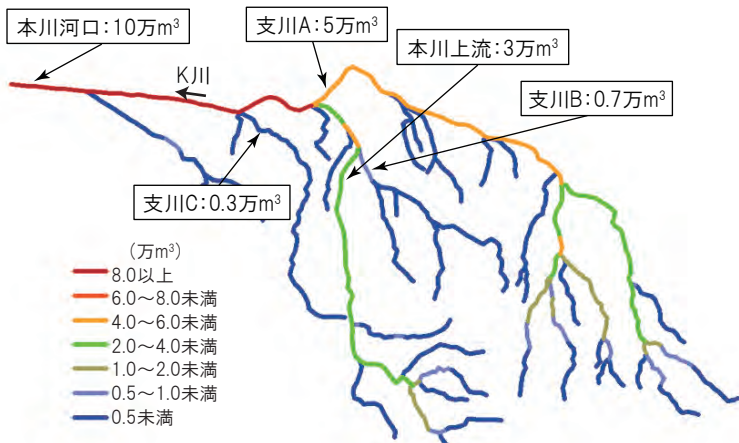 本川河口：10万m³
支川A：5万m³
本川上流：3万m³
K川
支川B：0.7万m³
支川C：0.3万m³
（万m³）
8.0以上
6.0～8.0未満
4.0～6.0未満
2.0～4.0未満
1.0～2.0未満
0.5～1.0未満
0.5未満